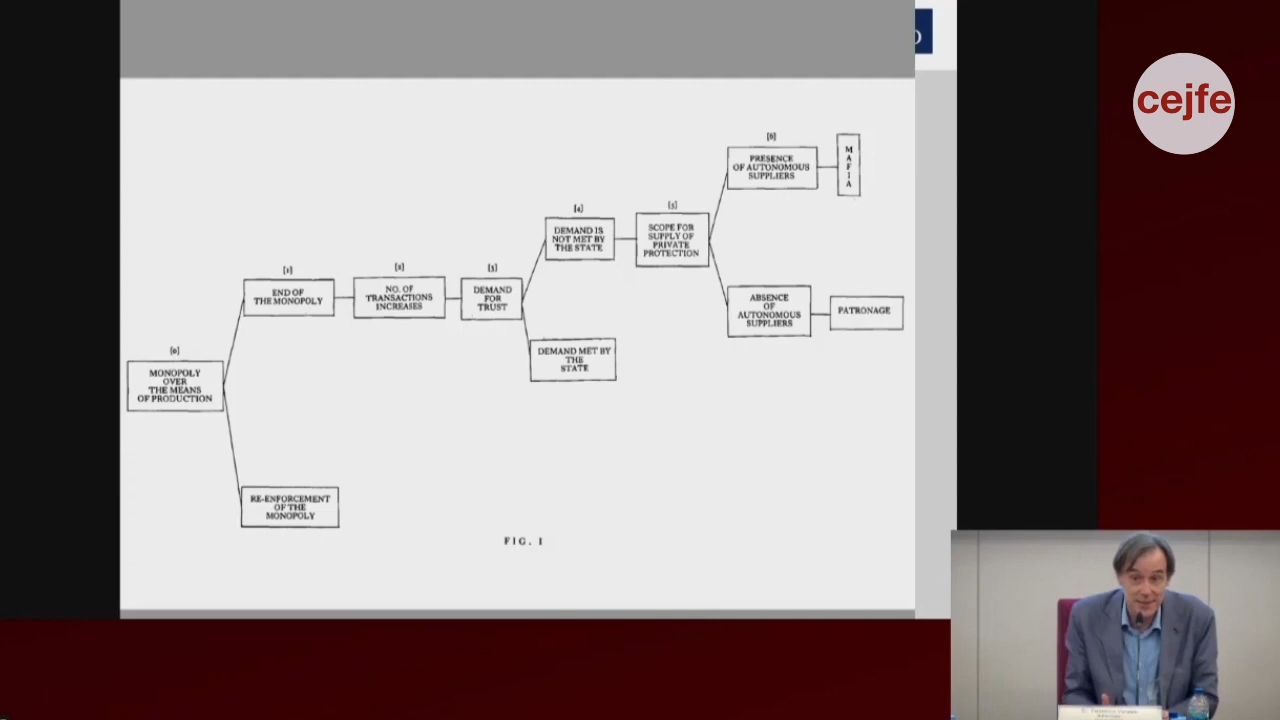 cejfe
[6]
PRESENCE
OF AUTONOMOUS
SUPPLIERS
MAFIA
[4]
DEMAND IS
NOT MET BY
THE STATE
[5]
SCOPE FOR
SUPPLY OF
PRIVATE
PROTECTION
[1]
END OF
THE MONOPOLY
[2]
NO. OF
TRANSACTIONS
INCREASES
[3]
DEMAND
FOR
TRUST
ABSENCE
OF
AUTONOMOUS
SUPPLIERS
PATRONAGE
DEMAND MET BY
THE
STATE
[0]
MONOPOLY
OVER
THE MEANS
OF PRODUCTION
RE-ENFORCEMENT
OF THE
MONOPOLY
FIG. 1